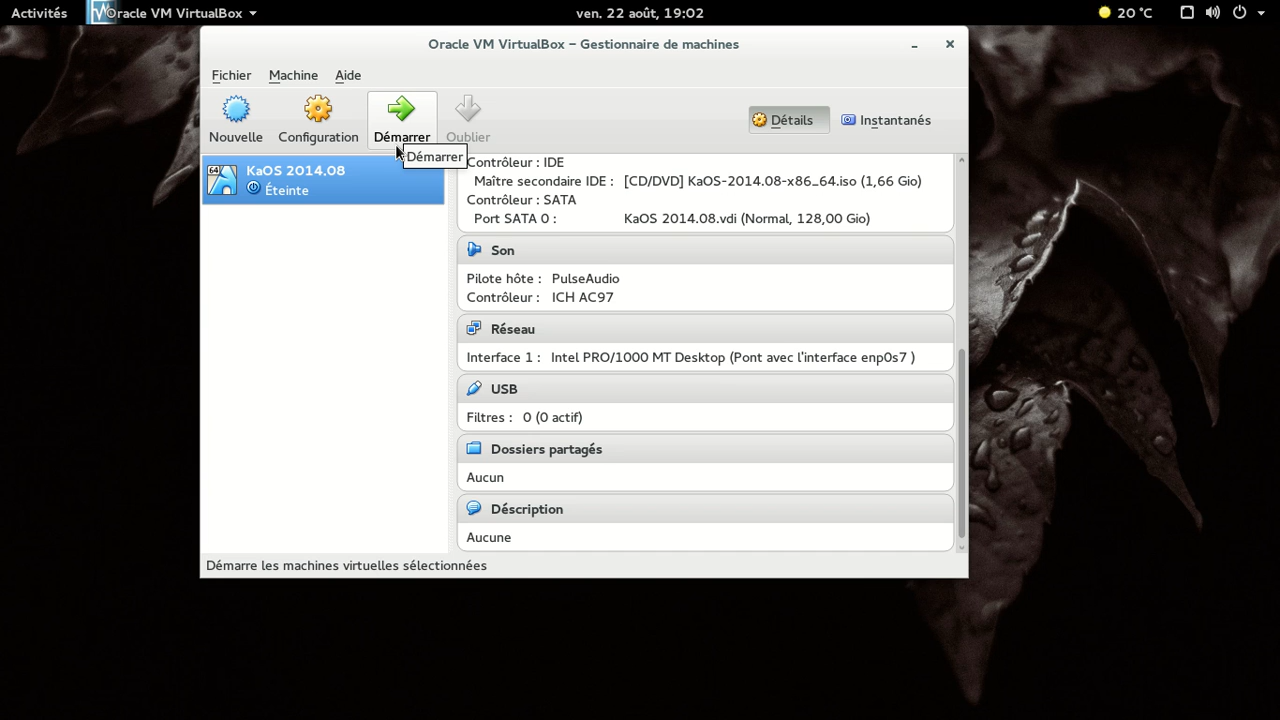 Activités Oracle VM VirtualBox ven. 22 août, 19:02 20 °C
Oracle VM VirtualBox – Gestionnaire de machines
Fichier Machine Aide
Nouvelle Configuration Démarrer Oublier Détails Instantanés
Démarrer
64 KaOS 2014.08
Éteinte
Contrôleur : IDE
Maître secondaire IDE : [CD/DVD] KaOS-2014.08-x86_64.iso (1,66 Gio)
Contrôleur : SATA
Port SATA 0 : KaOS 2014.08.vdi (Normal, 128,00 Gio)
Son
Pilote hôte : PulseAudio
Contrôleur : ICH AC97
Réseau
Interface 1 : Intel PRO/1000 MT Desktop (Pont avec l'interface enp0s7 )
USB
Filtres : 0 (0 actif)
Dossiers partagés
Aucun
Déscription
Aucune
Démarre les machines virtuelles sélectionnées